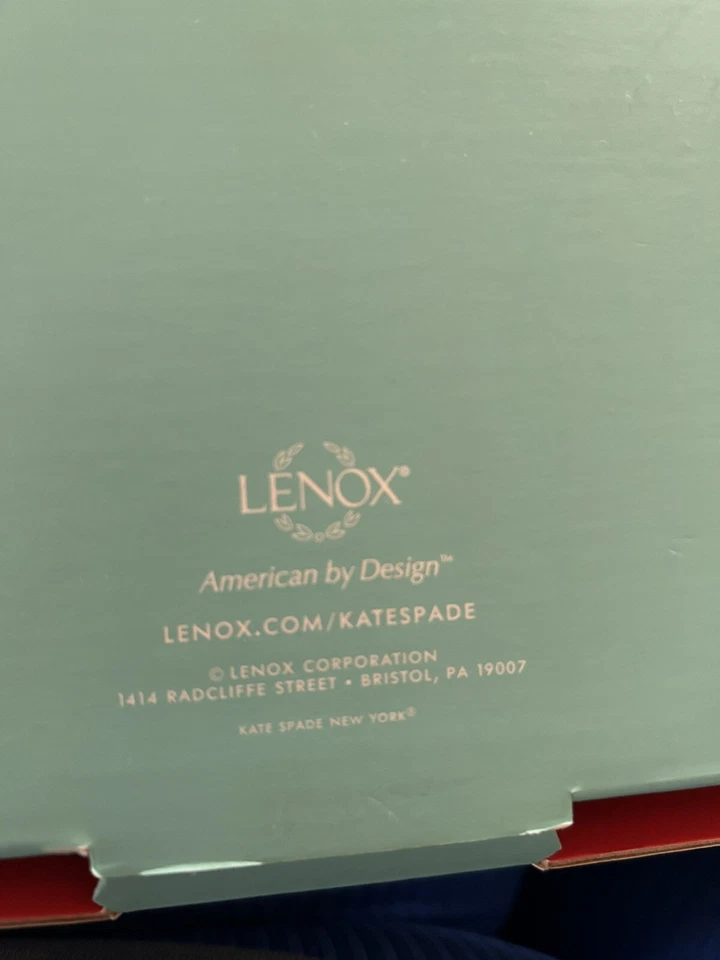 LENOX®
American by Design™
LENOX.COM/KATESPADE
© LENOX CORPORATION
1414 RADCLIFFE STREET • BRISTOL, PA 19007
KATE SPADE NEW YORK®